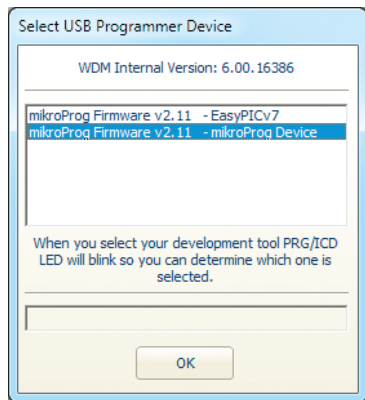 Select USB Programmer Device
WDM Internal Version: 6.00.16386
mikroProg Firmware v2.11 - EasyPICv7
mikroProg Firmware v2.11 - mikroProg Device
When you select your development tool PRG/ICD
LED will blink so you can determine which one is
selected.
OK